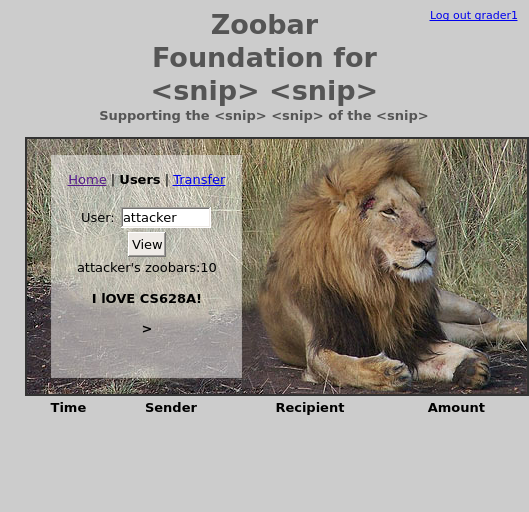 Log out grader1
Zoobar
Foundation for
<snip> <snip>
Supporting the <snip> <snip> of the <snip>
Home | Users | Transfer
User: attacker
View
attacker's zoobars:10
I lOVE CS628A!
>
Time Sender Recipient Amount